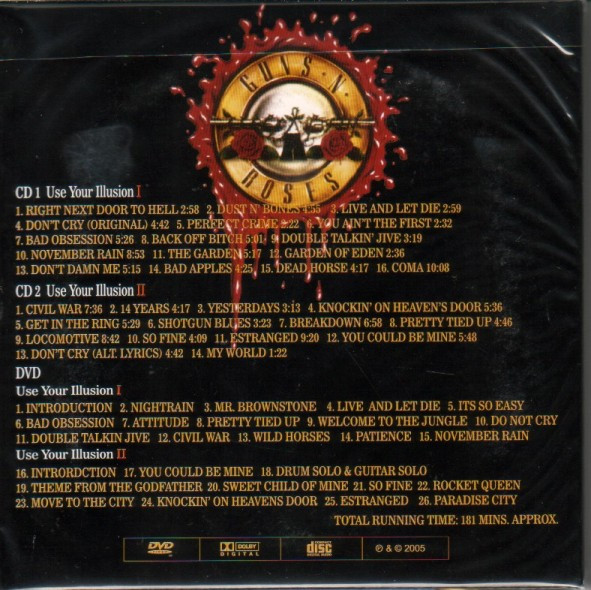 GUNS · N ·
ROSES
CD 1 Use Your Illusion I
1. RIGHT NEXT DOOR TO HELL 2:58 2. DUST N' BONES 4:55 3. LIVE AND LET DIE 2:59
4. DON'T CRY (ORIGINAL) 4:42 5. PERFECT CRIME 2:22 6. YOU AIN'T THE FIRST 2:32
7. BAD OBSESSION 5:26 8. BACK OFF BITCH 5:01 9. DOUBLE TALKIN' JIVE 3:19
10. NOVEMBER RAIN 8:53 11. THE GARDEN 5:17 12. GARDEN OF EDEN 2:36
13. DON'T DAMN ME 5:15 14. BAD APPLES 4:25 15. DEAD HORSE 4:17 16. COMA 10:08
CD 2 Use Your Illusion II
1. CIVIL WAR 7:36 2. 14 YEARS 4:17 3. YESTERDAYS 3:13 4. KNOCKIN' ON HEAVEN'S DOOR 5:36
5. GET IN THE RING 5:29 6. SHOTGUN BLUES 3:23 7. BREAKDOWN 6:58 8. PRETTY TIED UP 4:46
9. LOCOMOTIVE 8:42 10. SO FINE 4:09 11. ESTRANGED 9:20 12. YOU COULD BE MINE 5:48
13. DON'T CRY (ALT. LYRICS) 4:42 14. MY WORLD 1:22
DVD
Use Your Illusion I
1. INTRODUCTION 2. NIGHTRAIN 3. MR. BROWNSTONE 4. LIVE AND LET DIE 5. ITS SO EASY
6. BAD OBSESSION 7. ATTITUDE 8. PRETTY TIED UP 9. WELCOME TO THE JUNGLE 10. DO NOT CRY
11. DOUBLE TALKIN JIVE 12. CIVIL WAR 13. WILD HORSES 14. PATIENCE 15. NOVEMBER RAIN
Use Your Illusion II
16. INTRORDCTION 17. YOU COULD BE MINE 18. DRUM SOLO & GUITAR SOLO
19. THEME FROM THE GODFATHER 20. SWEET CHILD OF MINE 21. SO FINE 22. ROCKET QUEEN
23. MOVE TO THE CITY 24. KNOCKIN' ON HEAVENS DOOR 25. ESTRANGED 26. PARADISE CITY
TOTAL RUNNING TIME: 181 MINS. APPROX.
DVD DOLBY DIGITAL COMPACT disc DIGITAL AUDIO ℗ & © 2005